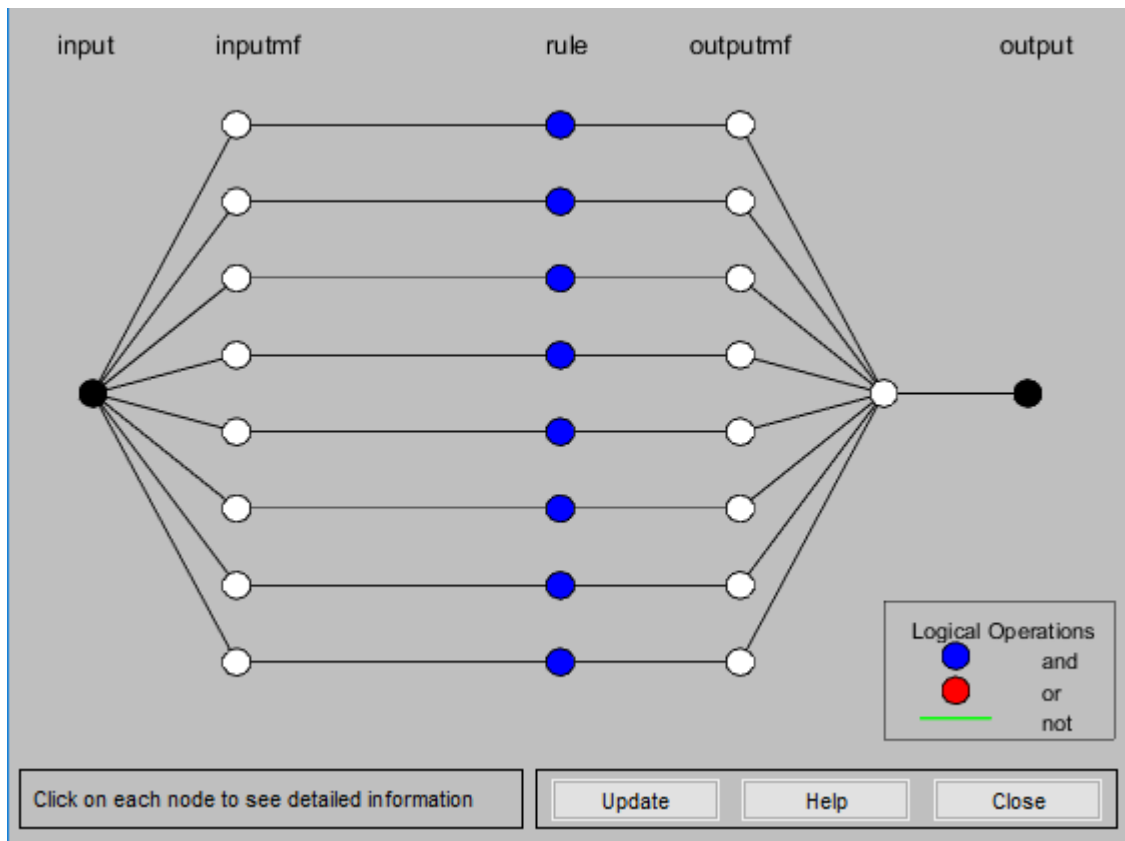 input inputmf rule outputmf output
Logical Operations
and
or
not
Click on each node to see detailed information
Update Help Close